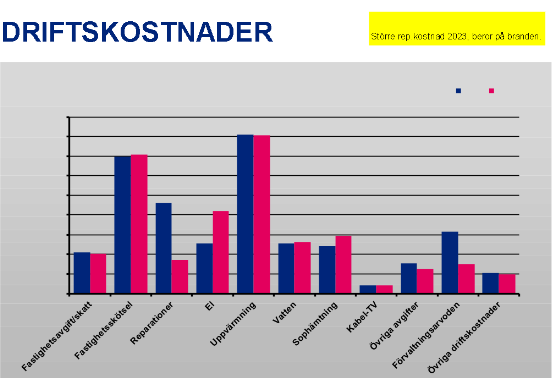 DRIFTSKOSTNADER
Större rep kostnad 2023, beror på branden.
Fastighetsavgift/skatt
Fastighetsskötsel
Reparationer
El
Uppvärmning
Vatten
Sophämtning
Kabel-TV
Övriga avgifter
Förvaltningsarvoden
Övriga driftskostnader